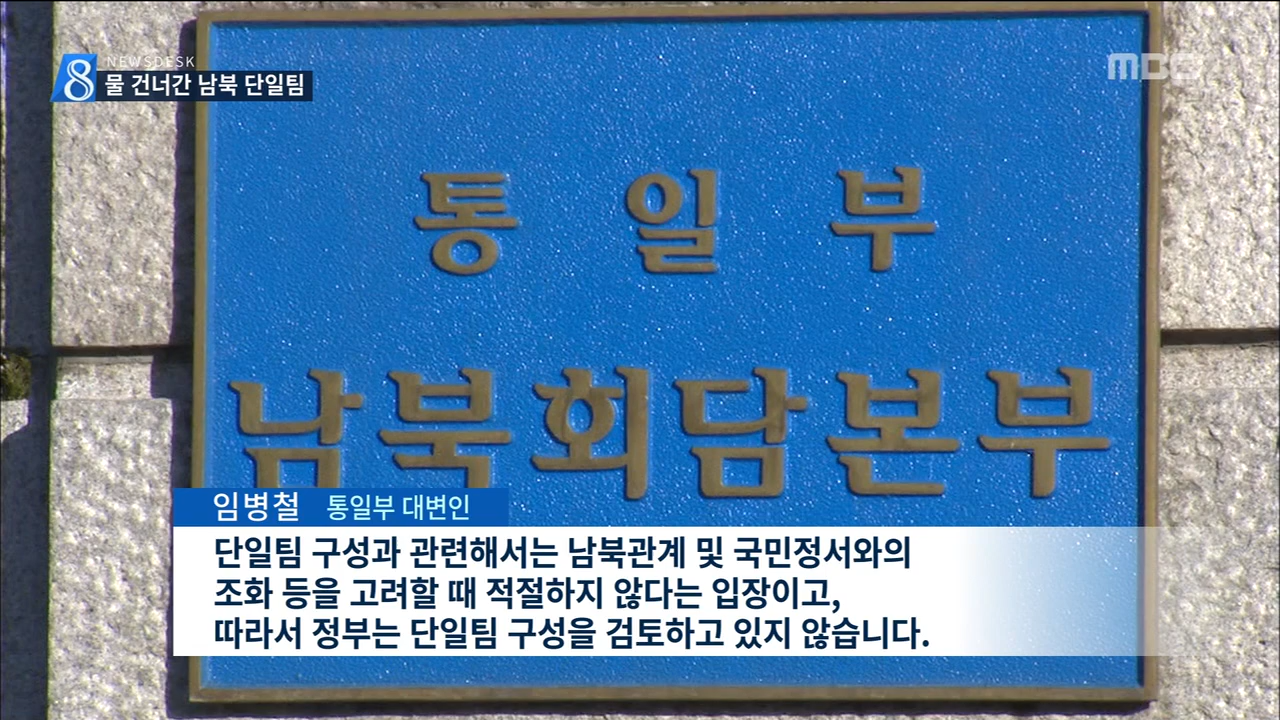 NEWSDESK
8 물 건너간 남북 단일팀
MBC
통일부
남북회담본부
임병철 통일부 대변인
단일팀 구성과 관련해서는 남북관계 및 국민정서와의
조화 등을 고려할 때 적절하지 않다는 입장이고,
따라서 정부는 단일팀 구성을 검토하고 있지 않습니다.